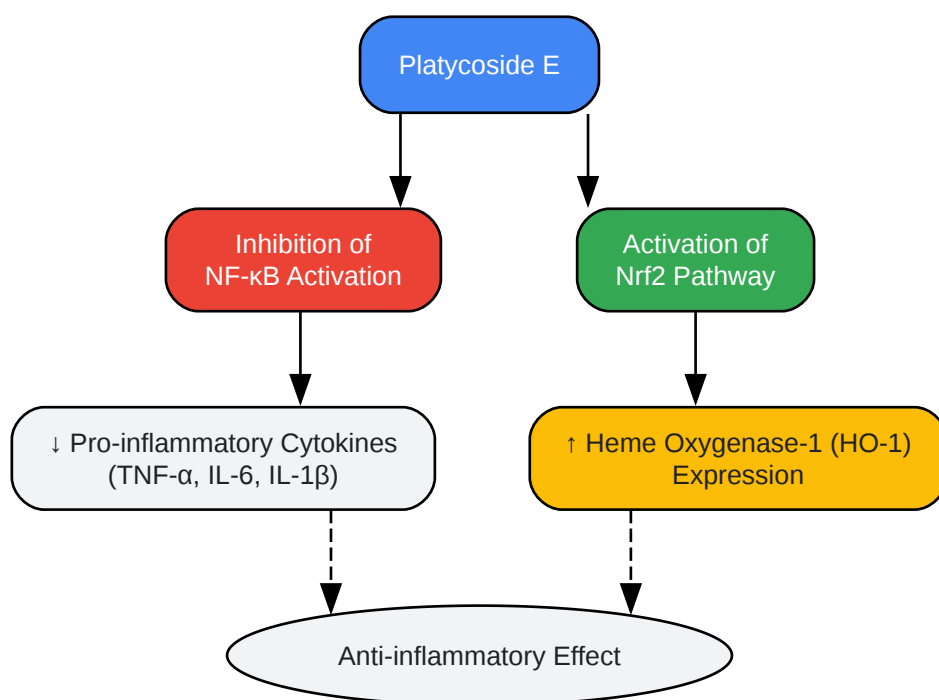 Platycoside E
Inhibition of
NF-κB Activation
Activation of
Nrf2 Pathway
↓ Pro-inflammatory Cytokines
(TNF-α, IL-6, IL-1β)
↑ Heme Oxygenase-1 (HO-1)
Expression
Anti-inflammatory Effect